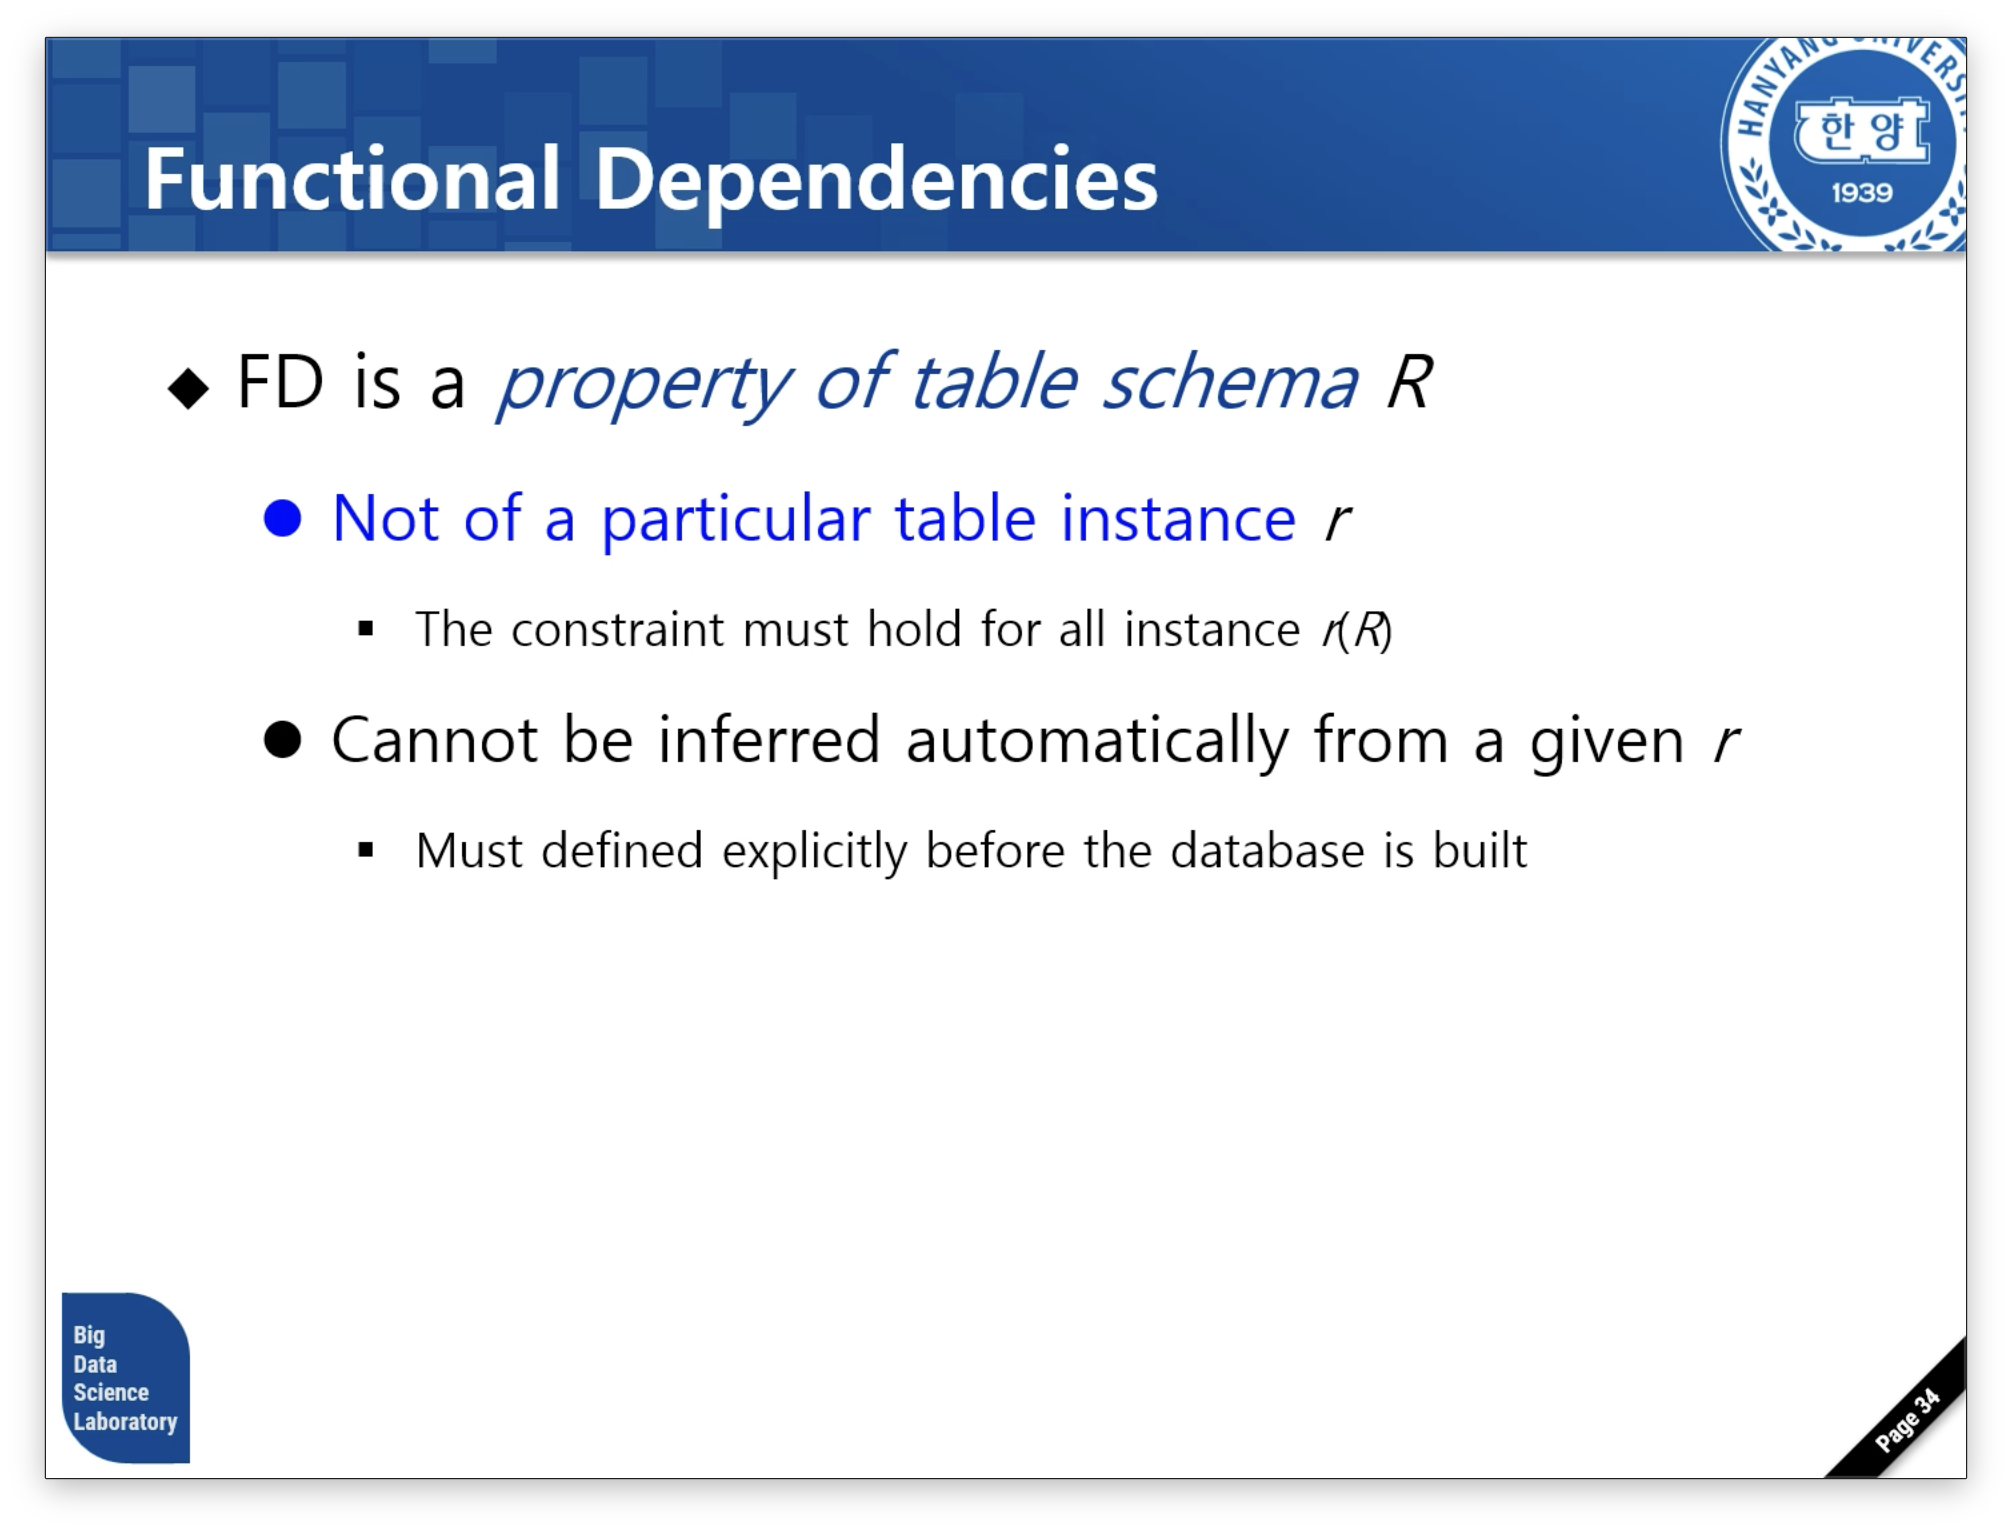 HANYANG UNIVERSITY
한양
1939
Functional Dependencies
◆ FD is a property of table schema R
● Not of a particular table instance r
▪ The constraint must hold for all instance r(R)
● Cannot be inferred automatically from a given r
▪ Must defined explicitly before the database is built
Big
Data
Science
Laboratory
Page 34